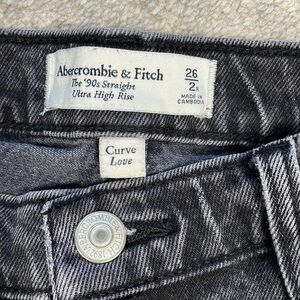 Abercrombie & Fitch
The '90s Straight
Ultra High Rise
26
2R
MADE IN
CAMBODIA
Curve
Love